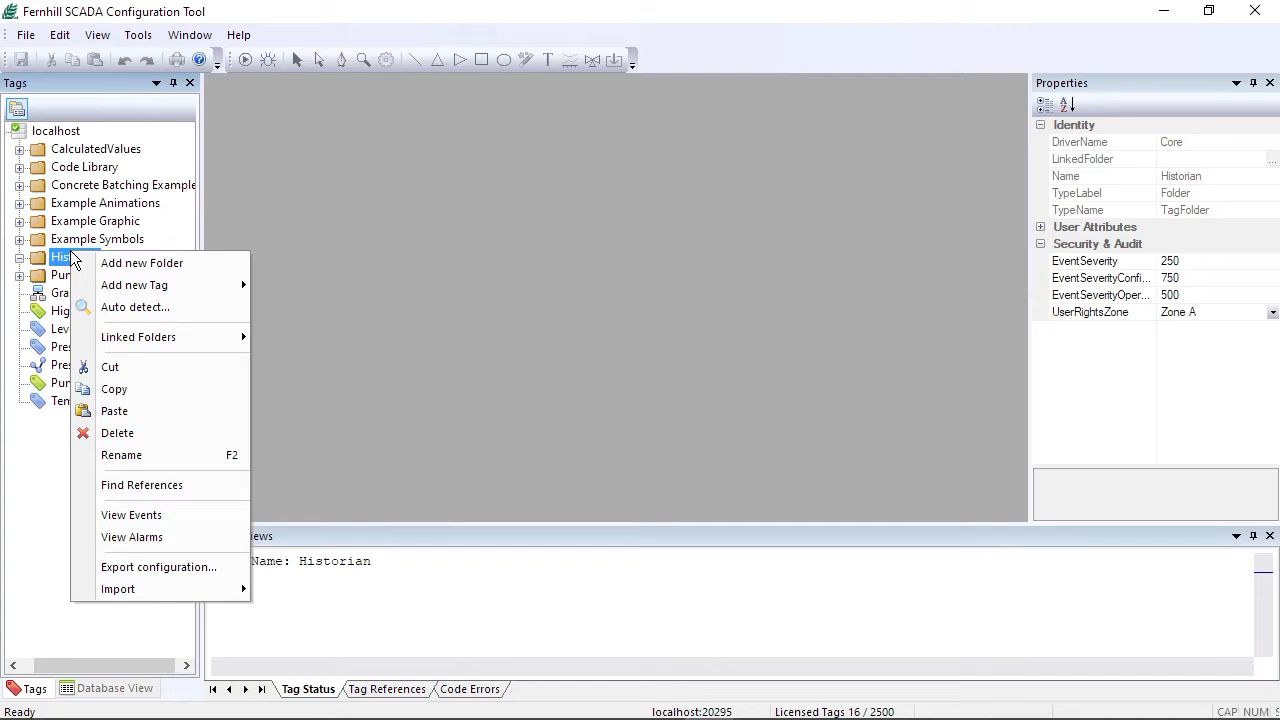 Fernhill SCADA Configuration Tool
File Edit View Tools Window Help
Tags
localhost
CalculatedValues
Code Library
Concrete Batching Example
Example Animations
Example Graphic
Example Symbols
Add new Folder
Add new Tag
Auto detect...
Linked Folders
Cut
Copy
Paste
Delete
Rename F2
Find References
View Events
View Alarms
Export configuration...
Import
Tags Database View
Name: Historian
Tag Status Tag References Code Errors
Properties
Identity
DriverName Core
LinkedFolder ...
Name Historian
TypeLabel Folder
TypeName TagFolder
User Attributes
Security & Audit
EventSeverity 250
EventSeverityConfi... 750
EventSeverityOper... 500
UserRightsZone Zone A
Ready localhost:20295 Licensed Tags 16 / 2500 CAP NUM